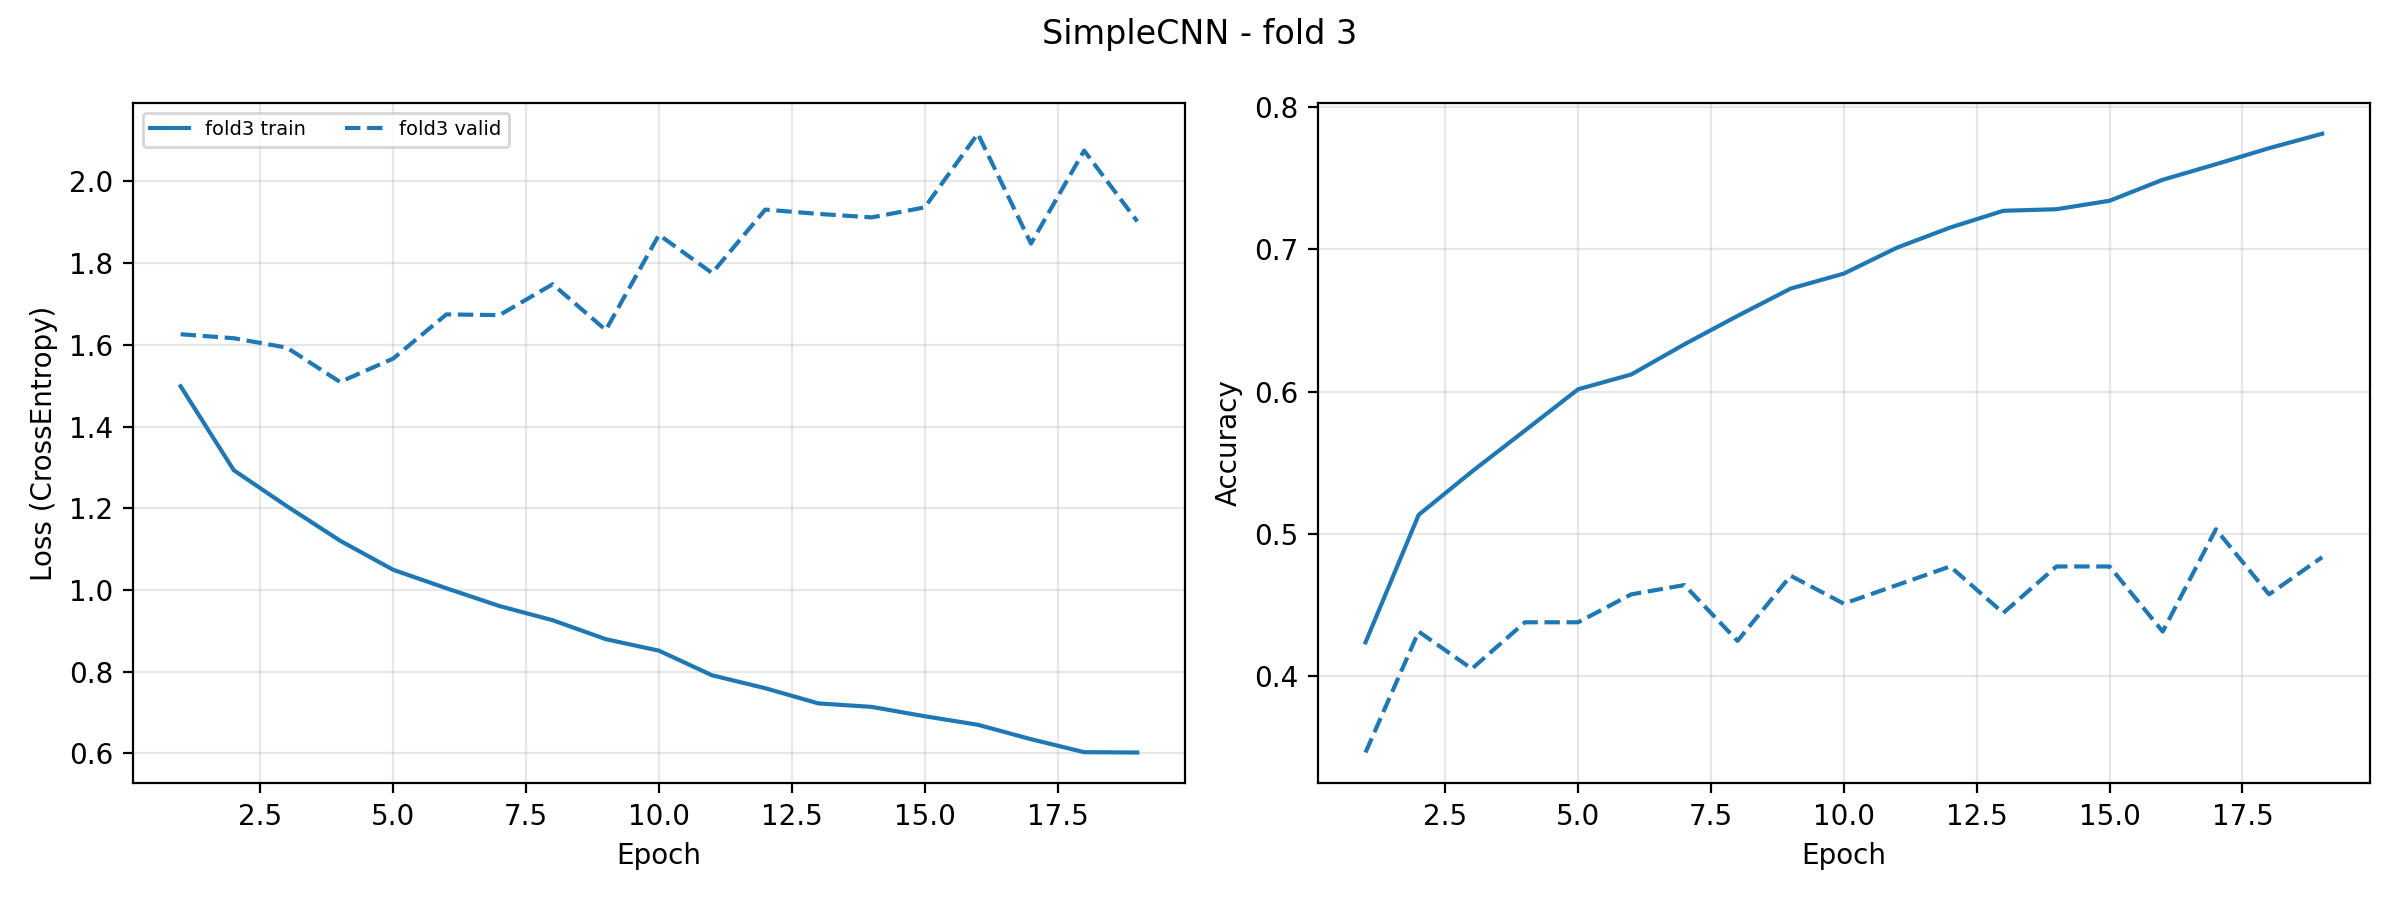 SimpleCNN - fold 3
fold3 train fold3 valid
Loss (CrossEntropy)
2.0
1.8
1.6
1.4
1.2
1.0
0.8
0.6
2.5 5.0 7.5 10.0 12.5 15.0 17.5
Epoch
Accuracy
0.8
0.7
0.6
0.5
0.4
2.5 5.0 7.5 10.0 12.5 15.0 17.5
Epoch